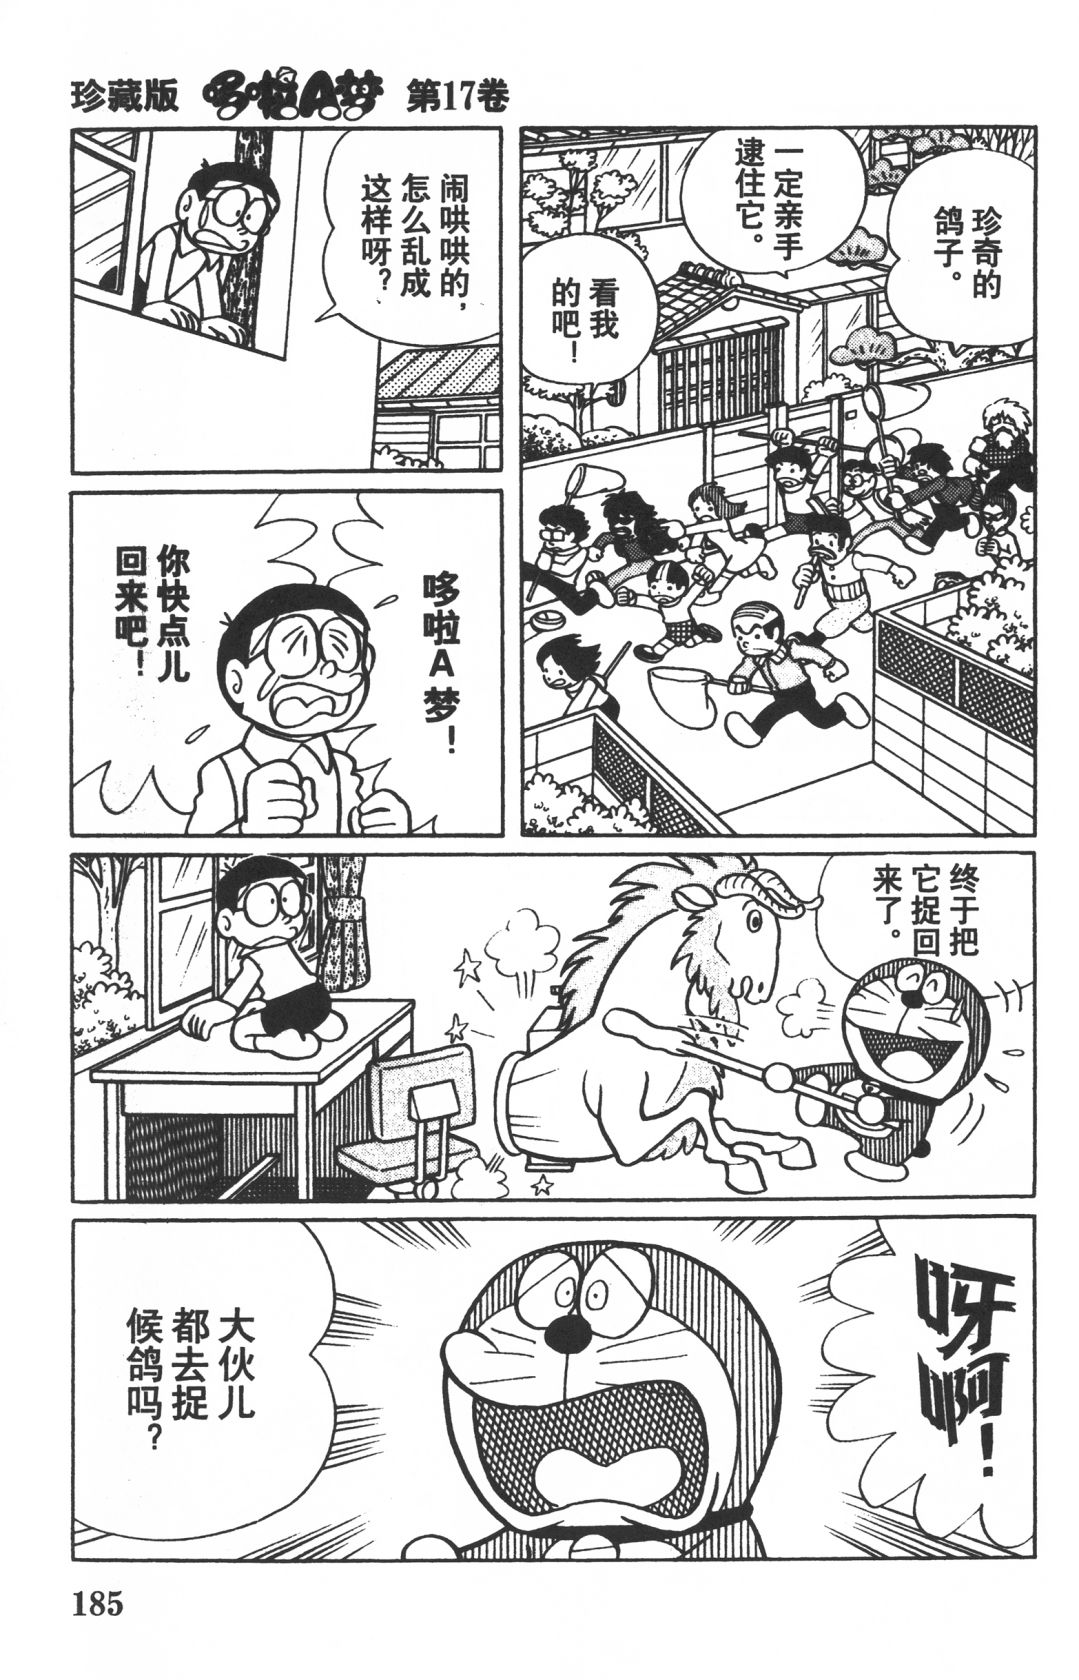 珍藏版 哆啦A梦 第17卷
珍奇的
鸽子。
一定亲手
逮住它。
看我
的吧！
闹哄哄的，
怎么乱成
这样呀？
哆啦A梦！
你快点儿
回来吧！
终于把
它捉回
来了。
呀啊！
大伙儿
都去捉
候鸽吗？
185